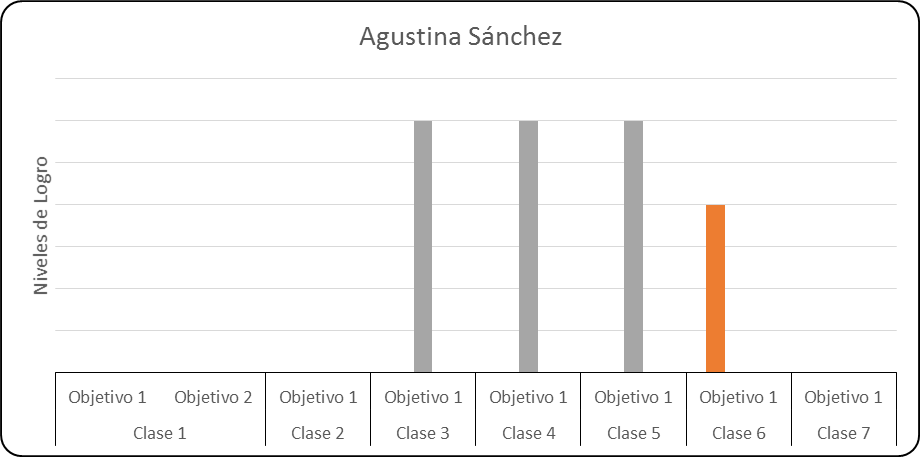 Agustina Sánchez
Niveles de Logro
Objetivo 1 Objetivo 2 Objetivo 1 Objetivo 1 Objetivo 1 Objetivo 1 Objetivo 1 Objetivo 1
Clase 1 Clase 2 Clase 3 Clase 4 Clase 5 Clase 6 Clase 7